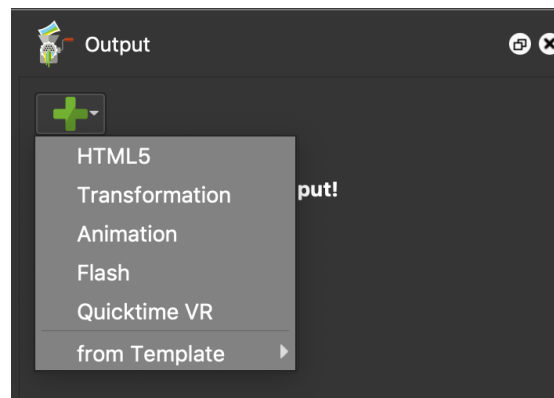 Output
HTML5
Transformation
put!
Animation
Flash
Quicktime VR
from Template